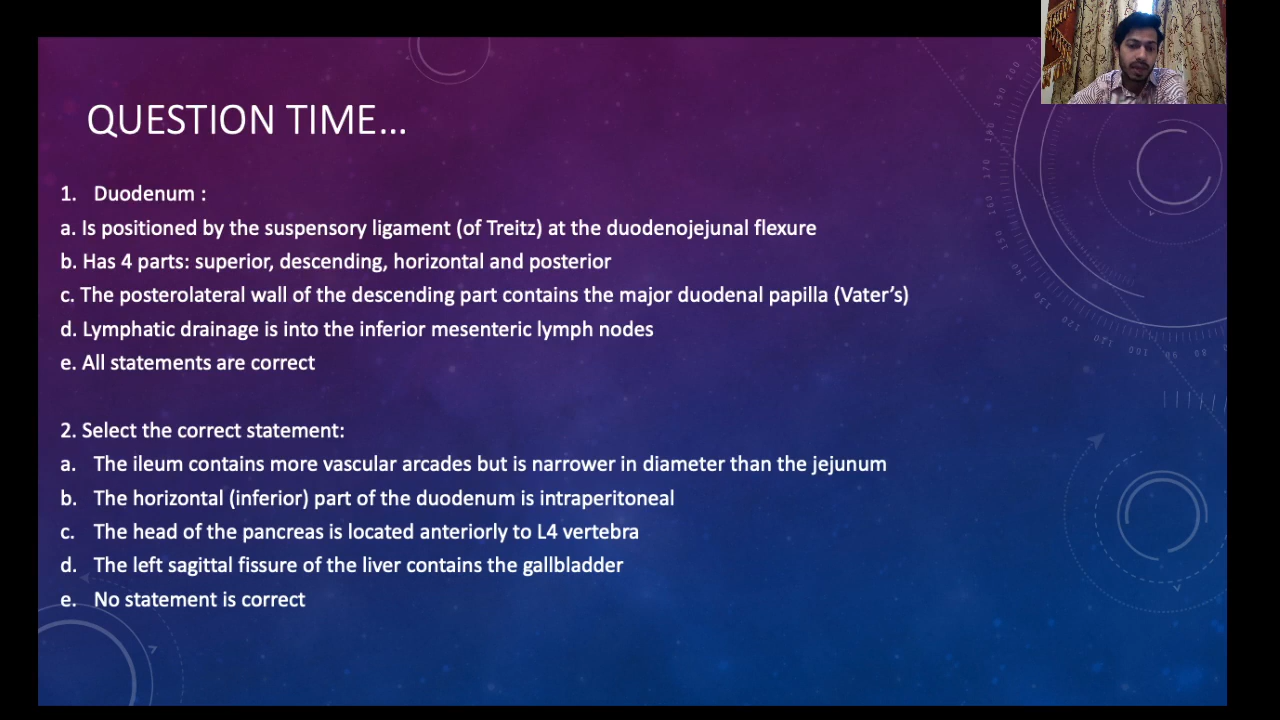 QUESTION TIME...
1. Duodenum :
a. Is positioned by the suspensory ligament (of Treitz) at the duodenojejunal flexure
b. Has 4 parts: superior, descending, horizontal and posterior
c. The posterolateral wall of the descending part contains the major duodenal papilla (Vater's)
d. Lymphatic drainage is into the inferior mesenteric lymph nodes
e. All statements are correct
2. Select the correct statement:
a. The ileum contains more vascular arcades but is narrower in diameter than the jejunum
b. The horizontal (inferior) part of the duodenum is intraperitoneal
c. The head of the pancreas is located anteriorly to L4 vertebra
d. The left sagittal fissure of the liver contains the gallbladder
e. No statement is correct